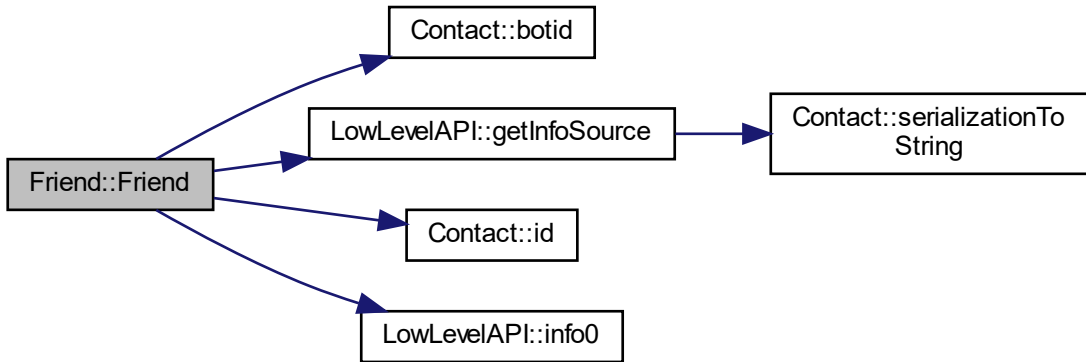 Contact::botid
LowLevelAPI::getInfoSource
Contact::serializationTo
String
Friend::Friend
Contact::id
LowLevelAPI::info0